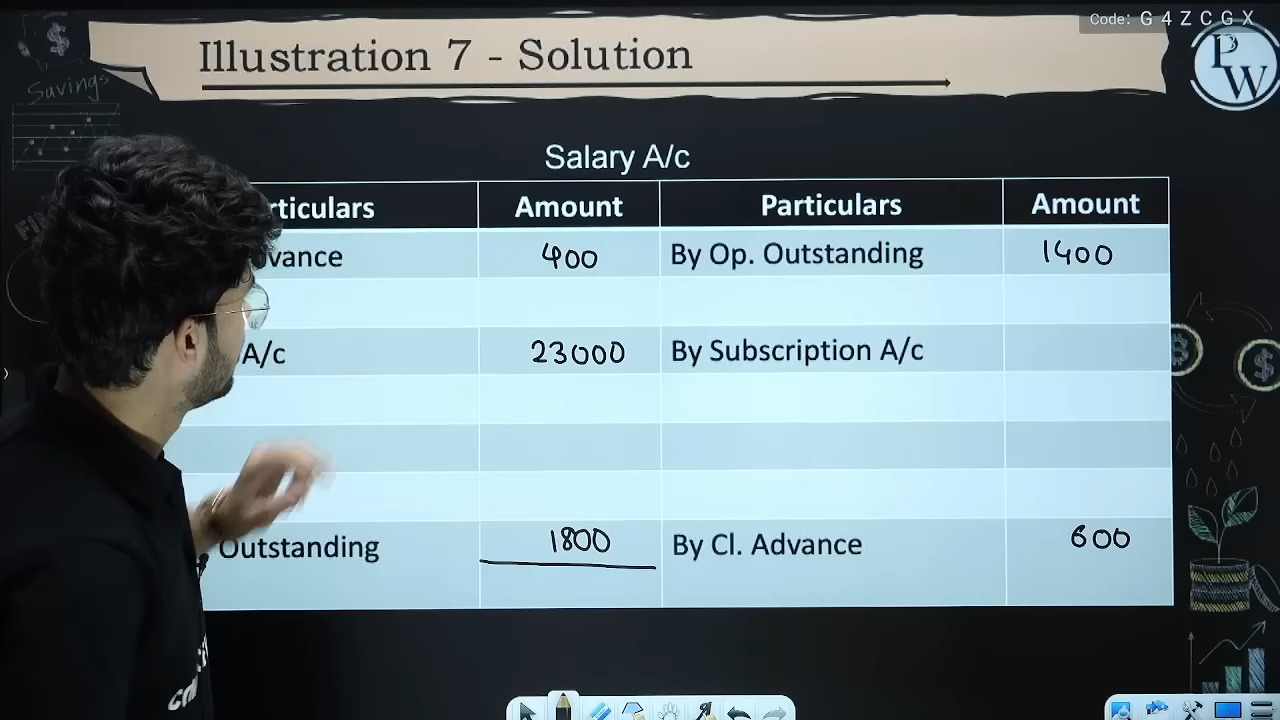 Code: G 4 Z C G X
Illustration 7 - Solution
PW
Savings
Salary A/c
rticulars Amount Particulars Amount
vance 400 By Op. Outstanding 1400
A/c 23000 By Subscription A/c
Outstanding 1800 By Cl. Advance 600